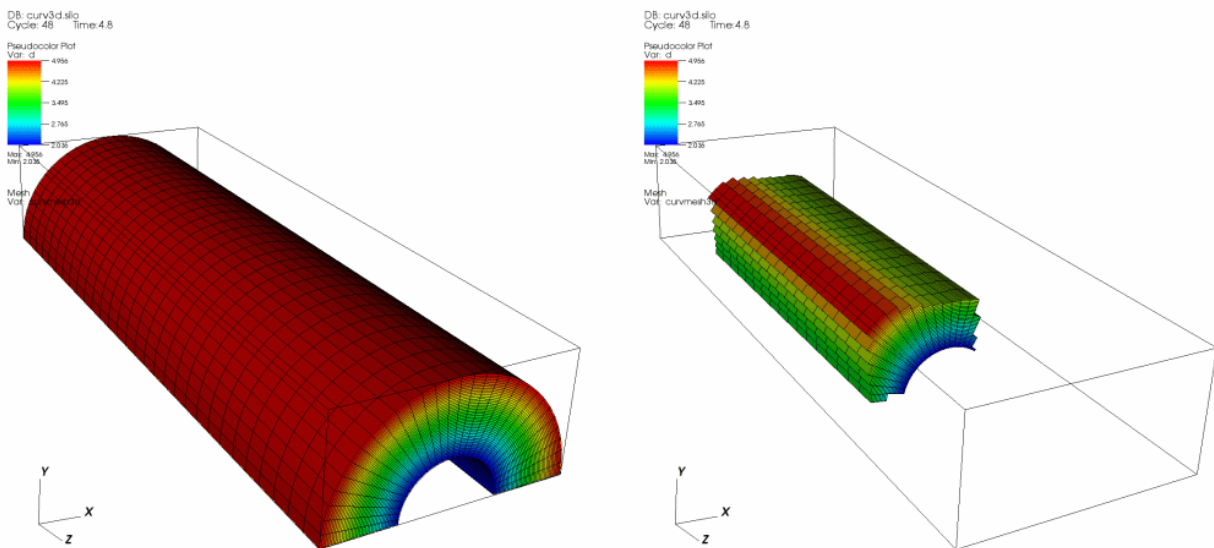 DB: curv3d.silo
Cycle: 48 Time:4.8
Pseudocolor Plot
Var: d
4.956
4.225
3.495
2.765
2.036
Max: 4.956
Min: 2.036
Mesh
Var:
Y
X
Z
DB: curv3d.silo
Cycle: 48 Time:4.8
Pseudocolor Plot
Var: d
4.956
4.225
3.495
2.765
2.036
Max: 4.956
Min: 2.036
Mesh
Var:
Y
X
Z